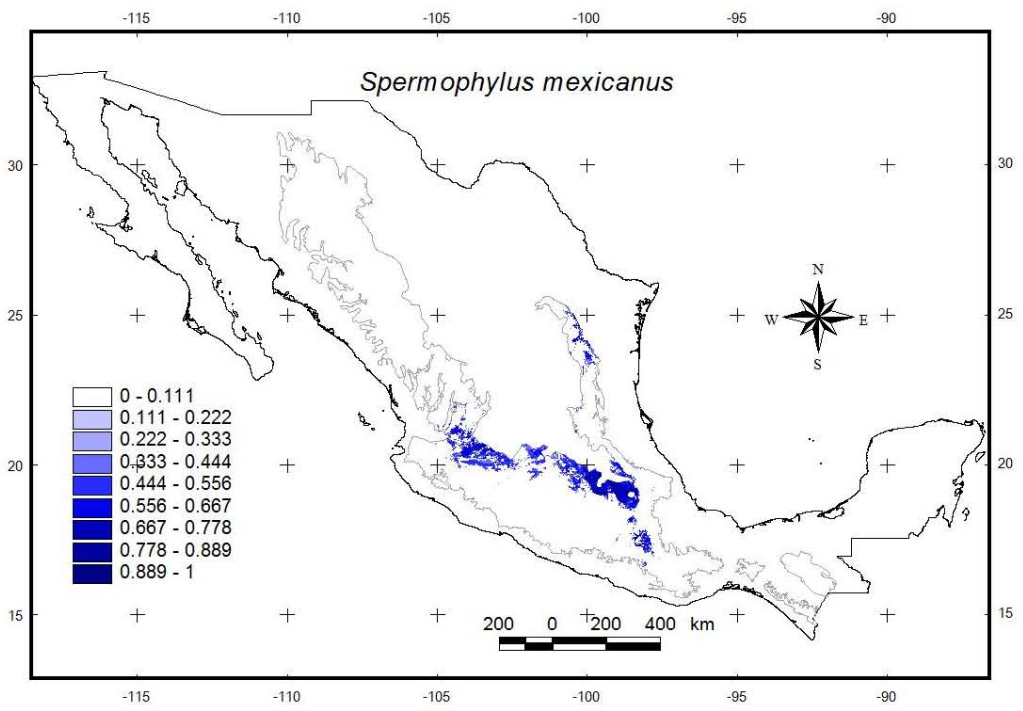 -115 -110 -105 -100 -95 -90
Spermophylus mexicanus
30 30
N
25 W E 25
S
0 - 0.111
0.111 - 0.222
0.222 - 0.333
0.333 - 0.444
20 20
0.444 - 0.556
0.556 - 0.667
0.667 - 0.778
0.778 - 0.889
0.889 - 1
15 15
200 0 200 400 km
-115 -110 -105 -100 -95 -90